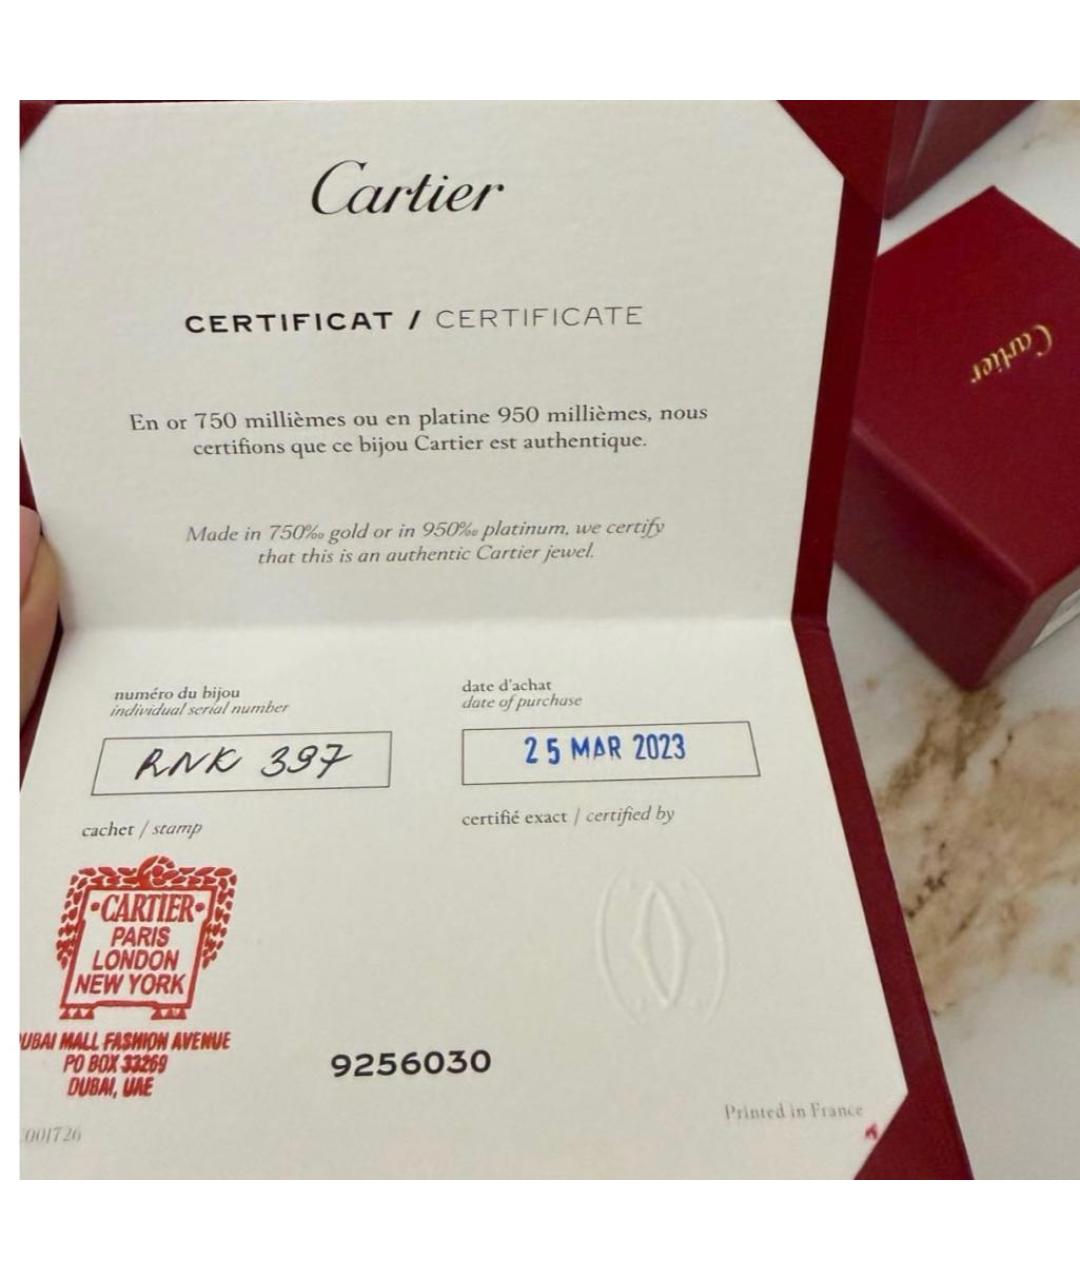 Cartier
CERTIFICAT / CERTIFICATE
En or 750 millièmes ou en platine 950 millièmes, nous
certifions que ce bijou Cartier est authentique.
Made in 750‰ gold or in 950‰ platinum, we certify
that this is an authentic Cartier jewel.
numéro du bijou
individual serial number
RNK 397
date d'achat
date of purchase
25 MAR 2023
cachet / stamp
certifié exact / certified by
•CARTIER•
PARIS
LONDON
NEW YORK
UBAI MALL FASHION AVENUE
PO BOX 33269
DUBAI, UAE
9256030
Printed in France
001726
Cartier